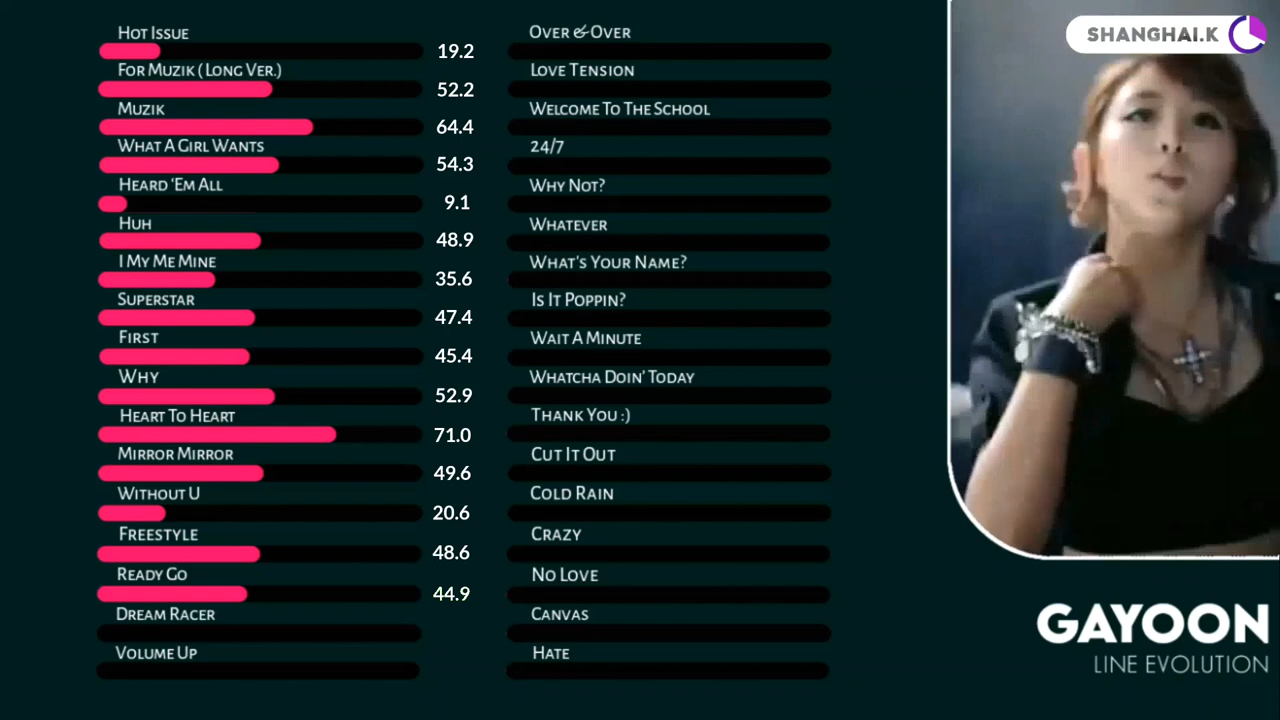 HOT ISSUE
19.2
FOR MUZIK ( LONG VER.)
52.2
MUZIK
64.4
WHAT A GIRL WANTS
54.3
HEARD 'EM ALL
9.1
HUH
48.9
I MY ME MINE
35.6
SUPERSTAR
47.4
FIRST
45.4
WHY
52.9
HEART TO HEART
71.0
MIRROR MIRROR
49.6
WITHOUT U
20.6
FREESTYLE
48.6
READY GO
44.9
DREAM RACER
VOLUME UP
OVER & OVER
LOVE TENSION
WELCOME TO THE SCHOOL
24/7
WHY NOT?
WHATEVER
WHAT'S YOUR NAME?
IS IT POPPIN?
WAIT A MINUTE
WHATCHA DOIN' TODAY
THANK YOU :)
CUT IT OUT
COLD RAIN
CRAZY
NO LOVE
CANVAS
HATE
SHANGHAI.K
GAYOON
LINE EVOLUTION